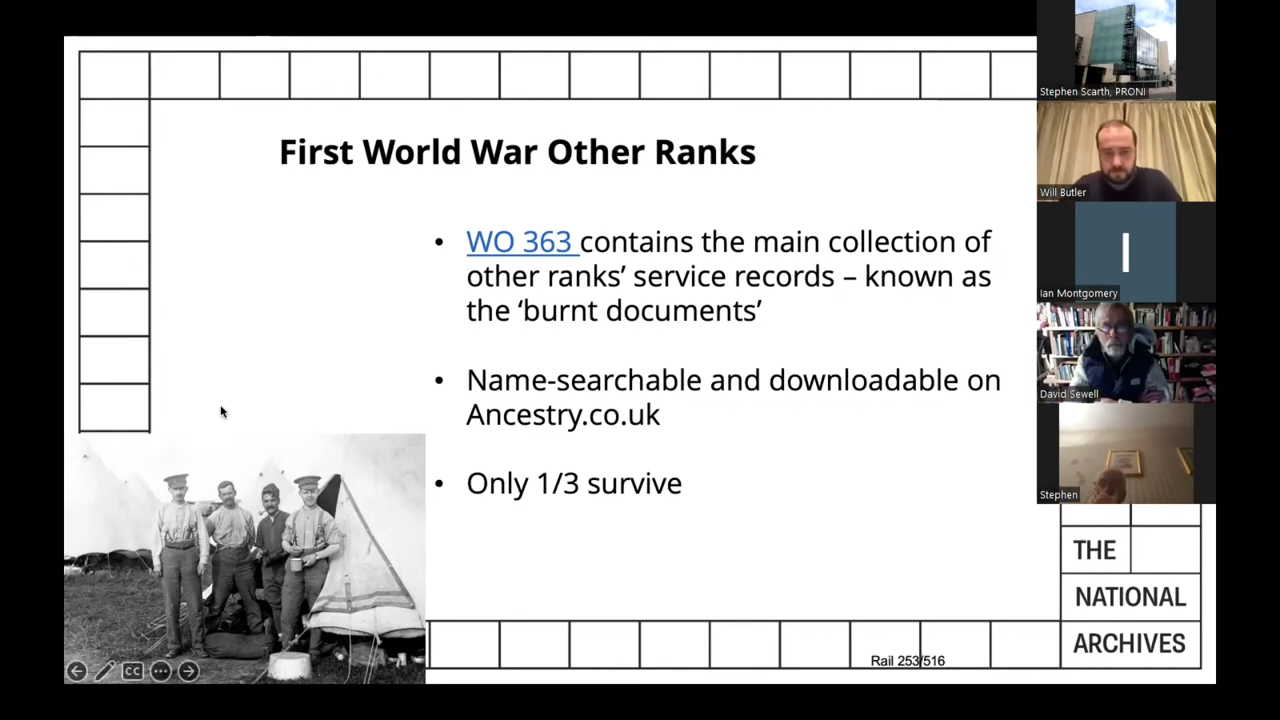 First World War Other Ranks
• WO 363 contains the main collection of
other ranks’ service records – known as
the ‘burnt documents’
• Name-searchable and downloadable on
Ancestry.co.uk
• Only 1/3 survive
Rail 253/516
THE
NATIONAL
ARCHIVES
CC
Stephen Scarth, PRONI
Will Butler
I
Ian Montgomery
David Sewell
Stephen